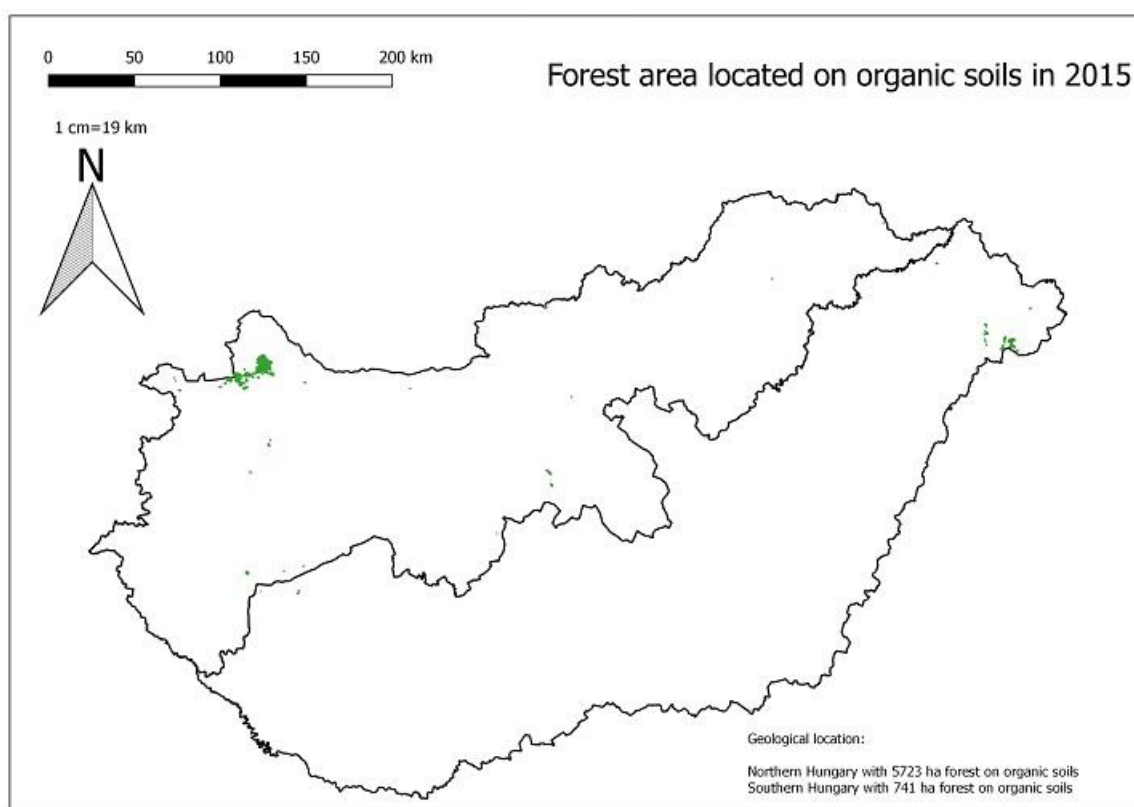 0 50 100 150 200 km
Forest area located on organic soils in 2015
1 cm=19 km
N
Geological location:
Northern Hungary with 5723 ha forest on organic soils
Southern Hungary with 741 ha forest on organic soils